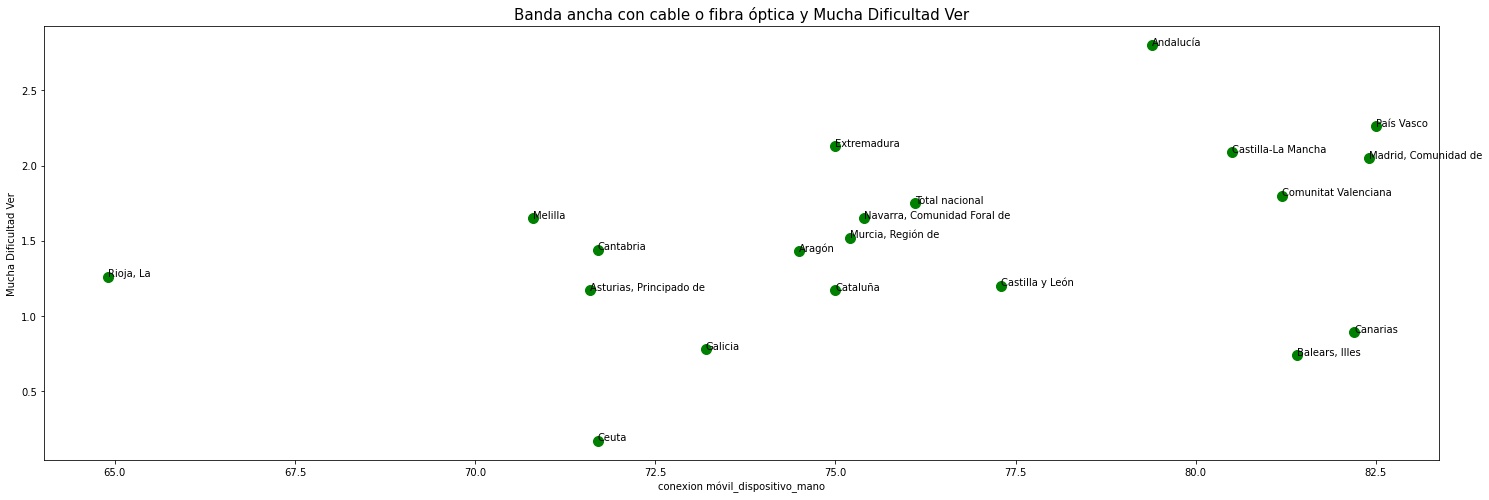 Banda ancha con cable o fibra óptica y Mucha Dificultad Ver
Andalucía
2.5
País Vasco
Extremadura
Castilla-La Mancha
Madrid, Comunidad de
2.0
Comunitat Valenciana
Total nacional
Melilla
Navarra, Comunidad Foral de
Murcia, Región de
1.5
Cantabria
Aragón
Mucha Dificultad Ver
Rioja, La
Asturias, Principado de
Cataluña
Castilla y León
1.0
Canarias
Galicia
Balears, Illes
0.5
Ceuta
65.0 67.5 70.0 72.5 75.0 77.5 80.0 82.5
conexion móvil_dispositivo_mano